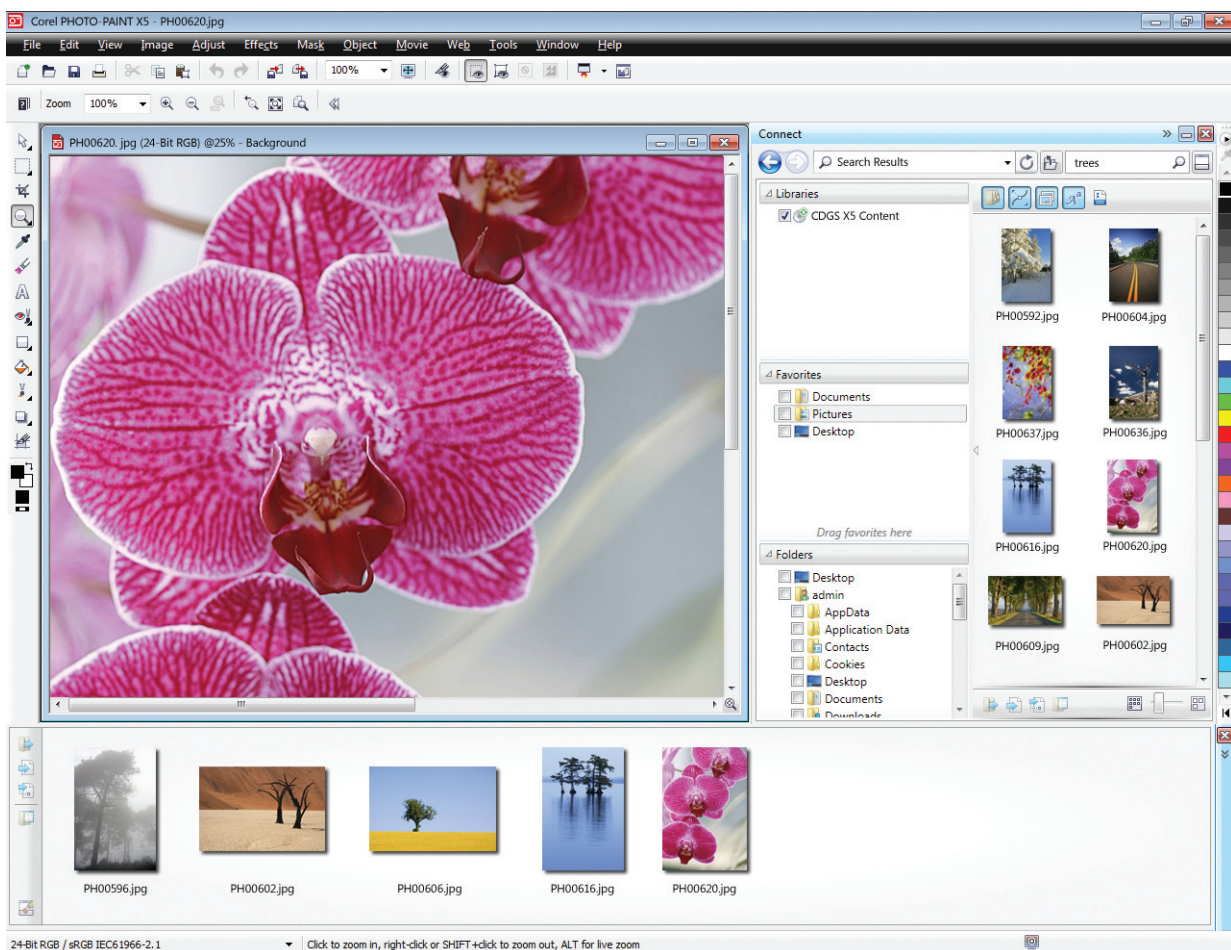 Corel PHOTO-PAINT X5 - PH00620.jpg
File Edit View Image Adjust Effects Mask Object Movie Web Tools Window Help
100%
Zoom 100%
PH00620. jpg (24-Bit RGB) @25% - Background
Connect
Search Results
trees
Libraries
CDGS X5 Content
Favorites
Documents
Pictures
Desktop
Drag favorites here
Folders
Desktop
admin
AppData
Application Data
Contacts
Cookies
Desktop
Documents
Downloads
PH00592.jpg PH00604.jpg
PH00637.jpg PH00636.jpg
PH00616.jpg PH00620.jpg
PH00609.jpg PH00602.jpg
PH00596.jpg PH00602.jpg PH00606.jpg PH00616.jpg PH00620.jpg
24-Bit RGB / sRGB IEC61966-2.1 Click to zoom in, right-click or SHIFT+click to zoom out, ALT for live zoom